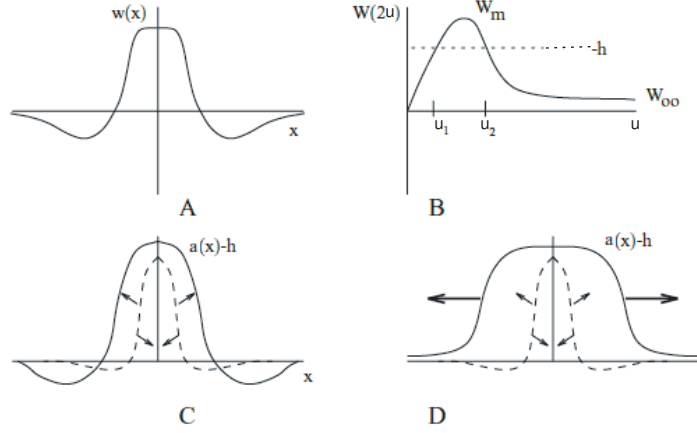 w(x)
x
A
W(2u)
W_m
-h
W_oo
u_1
u_2
u
B
a(x)-h
x
C
a(x)-h
D